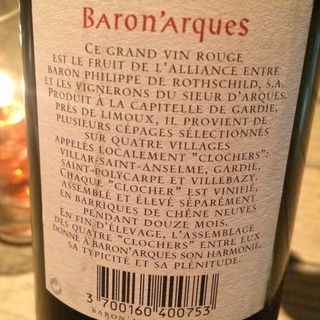 BARON'ARQUES
CE GRAND VIN ROUGE
EST LE FRUIT DE L'ALLIANCE ENTRE
BARON PHILIPPE DE ROTHSCHILD, S.A.
ET LES VIGNERONS DU SIEUR D'ARQUES.
PRODUIT À LA CAPITELLE DE GARDIE,
PRÈS DE LIMOUX, IL PROVIENT DE
PLUSIEURS CÉPAGES SÉLECTIONNÉS
SUR QUATRE VILLAGES
APPELÉS LOCALEMENT "CLOCHERS":
VILLAR-SAINT-ANSELME, GARDIE,
SAINT-POLYCARPE ET VILLEBAZY.
CHAQUE "CLOCHER" EST VINIFIÉ,
ASSEMBLÉ ET ÉLEVÉ SÉPARÉMENT
EN BARRIQUES DE CHÊNE NEUVES
PENDANT DOUZE MOIS.
EN FIN D'ÉLEVAGE, L'ASSEMBLAGE
DES QUATRE "CLOCHERS" ENTRE EUX
DONNE À BARON'ARQUES SON HARMONIE,
SA TYPICITÉ ET SA PLÉNITUDE.
3 700160 400753